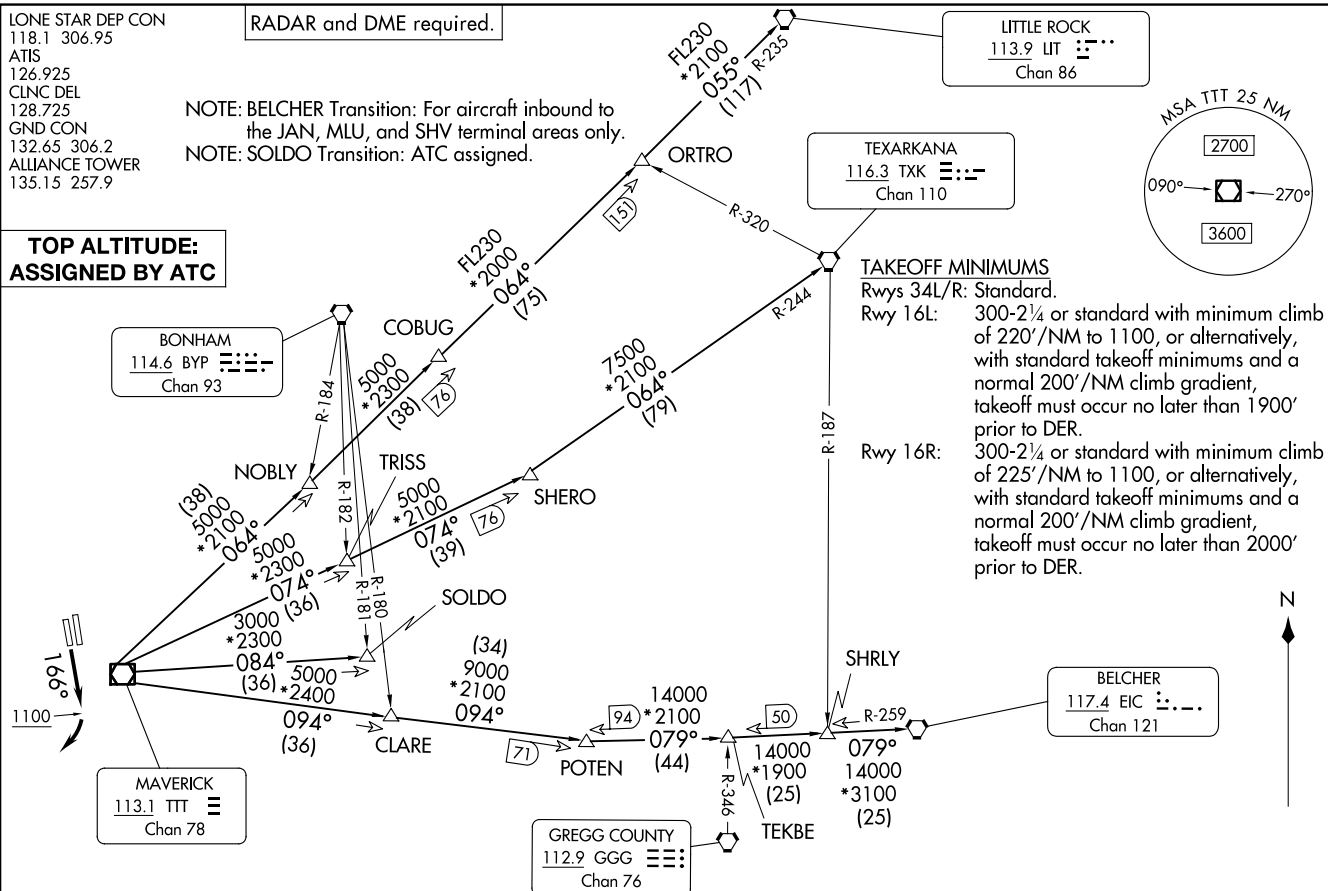 LONE STAR DEP CON
118.1 306.95
ATIS
126.925
CLNC DEL
128.725
GND CON
132.65 306.2
ALLIANCE TOWER
135.15 257.9
RADAR and DME required.
NOTE: BELCHER Transition: For aircraft inbound to
the JAN, MLU, and SHV terminal areas only.
NOTE: SOLDO Transition: ATC assigned.
TOP ALTITUDE:
ASSIGNED BY ATC
LITTLE ROCK
113.9 LIT
Chan 86
FL230
*2100
055°
(117)
R-235
ORTRO
151
TEXARKANA
116.3 TXK
Chan 110
R-320
MSA TTT 25 NM
2700
090°
270°
3600
FL230
*2000
064°
(75)
COBUG
BONHAM
114.6 BYP
Chan 93
R-184
R-182
R-181
R-180
5000
*2300
(38)
76
NOBLY
(38)
5000
*2100
064°
TRISS
5000
*2100
074°
(39)
76
SHERO
7500
*2100
064°
(79)
R-244
R-187
TAKEOFF MINIMUMS
Rwys 34L/R: Standard.
Rwy 16L: 300-2¼ or standard with minimum climb
of 220'/NM to 1100, or alternatively,
with standard takeoff minimums and a
normal 200'/NM climb gradient,
takeoff must occur no later than 1900'
prior to DER.
Rwy 16R: 300-2¼ or standard with minimum climb
of 225'/NM to 1100, or alternatively,
with standard takeoff minimums and a
normal 200'/NM climb gradient,
takeoff must occur no later than 2000'
prior to DER.
5000
*2300
074°
(36)
SOLDO
3000
*2300
084°
(36)
5000
*2400
094°
(36)
CLARE
(34)
9000
*2100
094°
71
POTEN
94
14000
*2100
079°
(44)
50
TEKBE
14000
*1900
(25)
SHRLY
R-259
079°
14000
*3100
(25)
BELCHER
117.4 EIC
Chan 121
N
166°
1100
MAVERICK
113.1 TTT
Chan 78
R-346
GREGG COUNTY
112.9 GGG
Chan 76